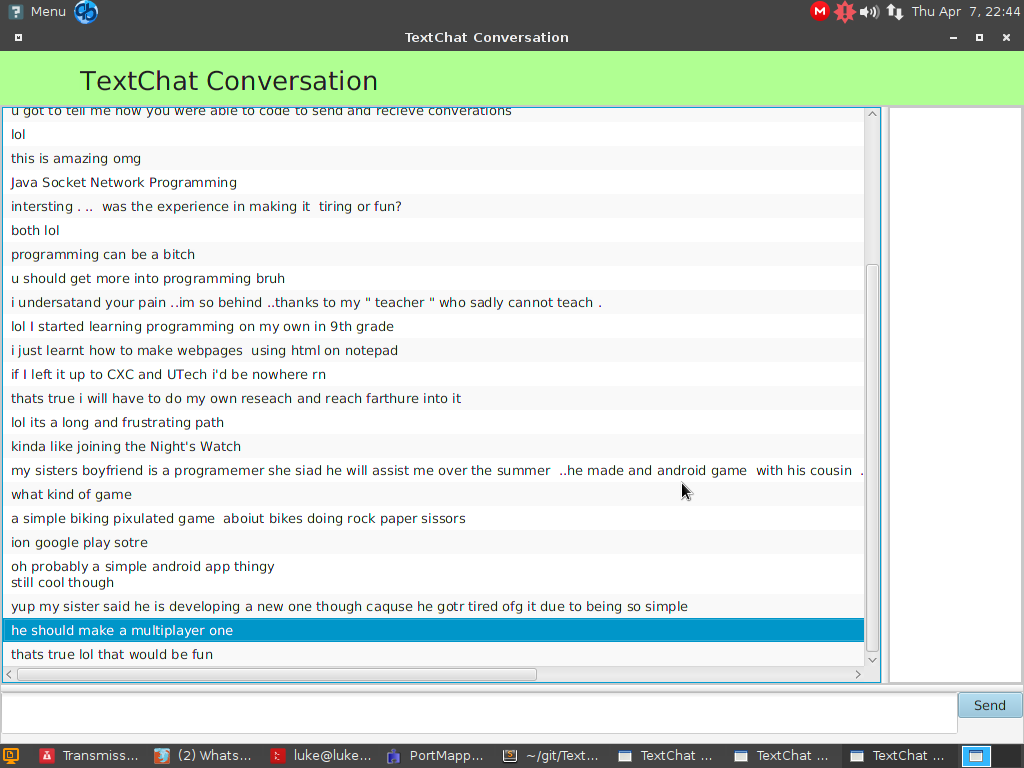 Menu
Thu Apr 7, 22:44
TextChat Conversation
TextChat Conversation
u got to tell me how you were able to code to send and recieve converations
lol
this is amazing omg
Java Socket Network Programming
intersting . ..  was the experience in making it  tiring or fun?
both lol
programming can be a bitch
u should get more into programming bruh
i undersatand your pain ..im so behind ..thanks to my " teacher " who sadly cannot teach .
lol I started learning programming on my own in 9th grade
i just learnt how to make webpages  using html on notepad
if I left it up to CXC and UTech i'd be nowhere rn
thats true i will have to do my own reseach and reach farthure into it
lol its a long and frustrating path
kinda like joining the Night's Watch
my sisters boyfriend is a programemer she siad he will assist me over the summer  ..he made and android game  with his cousin  .
what kind of game
a simple biking pixulated game  aboiut bikes doing rock paper sissors
ion google play sotre
oh probably a simple android app thingy
still cool though
yup my sister said he is developing a new one though caquse he gotr tired ofg it due to being so simple
he should make a multiplayer one
thats true lol that would be fun
Send
Transmiss...
(2) Whats...
luke@luke...
PortMapp...
~/git/Text...
TextChat ...
TextChat ...
TextChat ...